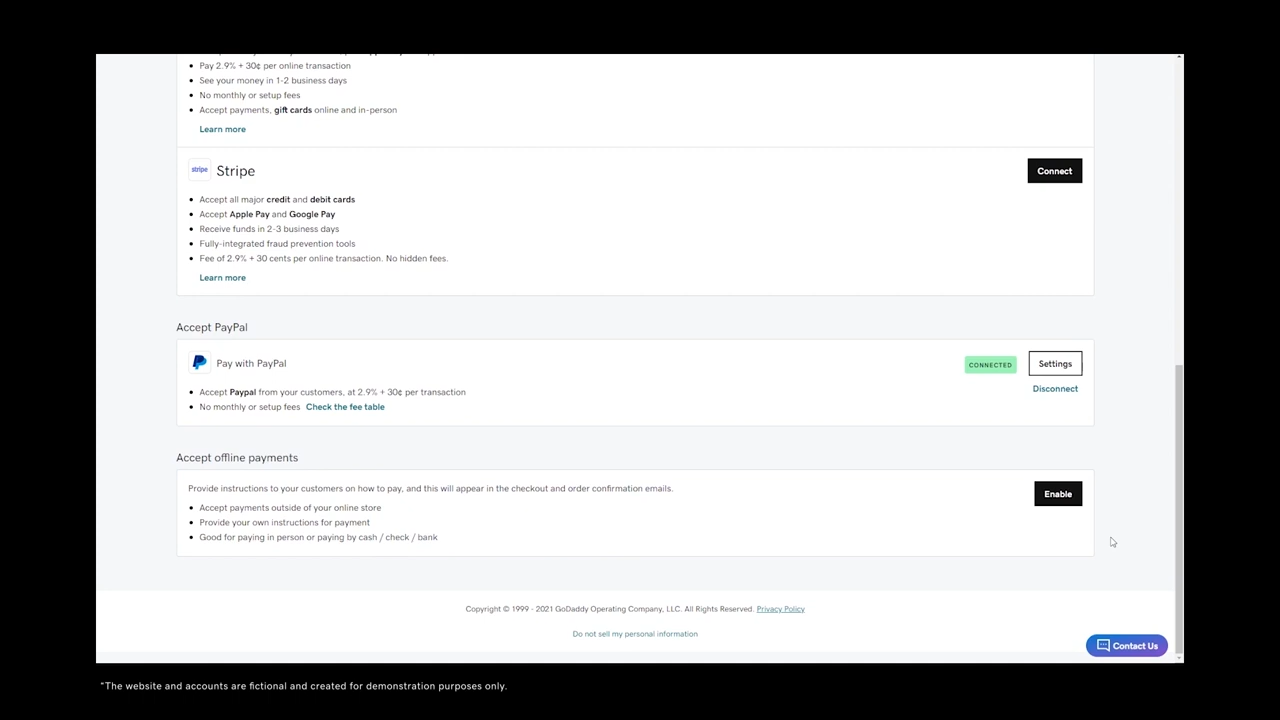 Pay 2.9% + 30¢ per online transaction
See your money in 1-2 business days
No monthly or setup fees
Accept payments, gift cards online and in-person
Learn more
stripe Stripe Connect
Accept all major credit and debit cards
Accept Apple Pay and Google Pay
Receive funds in 2-3 business days
Fully-integrated fraud prevention tools
Fee of 2.9% + 30 cents per online transaction. No hidden fees.
Learn more
Accept PayPal
Pay with PayPal CONNECTED Settings
Disconnect
Accept Paypal from your customers, at 2.9% + 30¢ per transaction
No monthly or setup fees Check the fee table
Accept offline payments
Provide instructions to your customers on how to pay, and this will appear in the checkout and order confirmation emails.
Enable
Accept payments outside of your online store
Provide your own instructions for payment
Good for paying in person or paying by cash / check / bank
Copyright © 1999 - 2021 GoDaddy Operating Company, LLC. All Rights Reserved. Privacy Policy
Do not sell my personal information
Contact Us
*The website and accounts are fictional and created for demonstration purposes only.